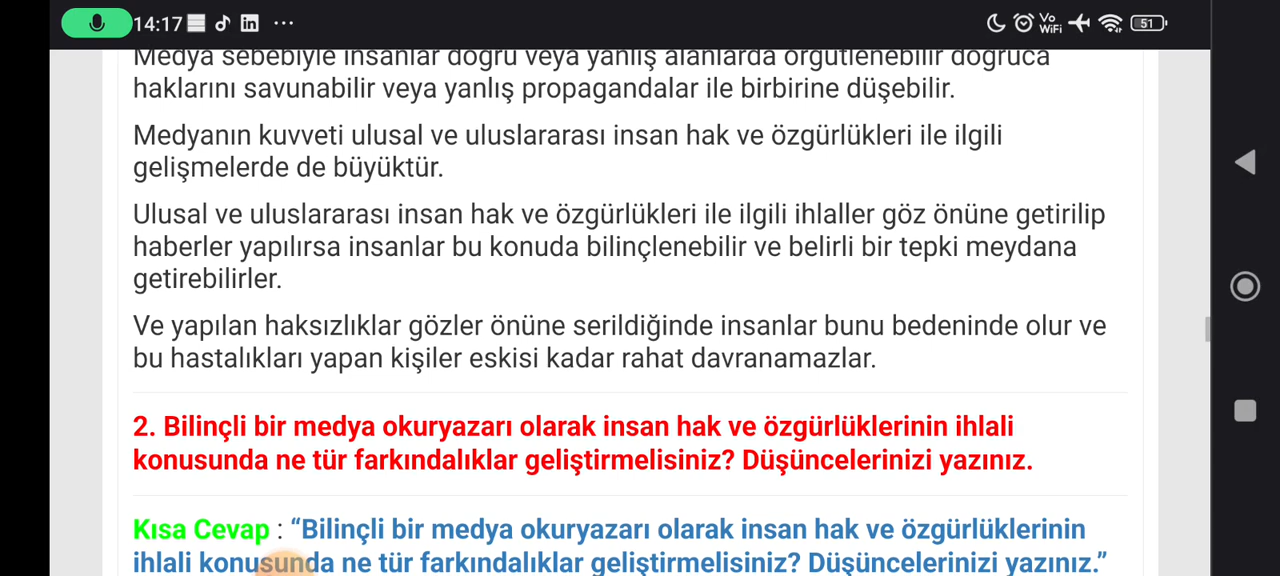 14:17
Vo
WiFi
51
Medya sebebiyle insanlar doğru veya yanlış alanlarda örgütlenebilir doğruca
haklarını savunabilir veya yanlış propagandalar ile birbirine düşebilir.
Medyanın kuvveti ulusal ve uluslararası insan hak ve özgürlükleri ile ilgili
gelişmelerde de büyüktür.
Ulusal ve uluslararası insan hak ve özgürlükleri ile ilgili ihlaller göz önüne getirilip
haberler yapılırsa insanlar bu konuda bilinçlenebilir ve belirli bir tepki meydana
getirebilirler.
Ve yapılan haksızlıklar gözler önüne serildiğinde insanlar bunu bedeninde olur ve
bu hastalıkları yapan kişiler eskisi kadar rahat davranamazlar.
2. Bilinçli bir medya okuryazarı olarak insan hak ve özgürlüklerinin ihlali
konusunda ne tür farkındalıklar geliştirmelisiniz? Düşüncelerinizi yazınız.
Kısa Cevap : “Bilinçli bir medya okuryazarı olarak insan hak ve özgürlüklerinin
ihlali konusunda ne tür farkındalıklar geliştirmelisiniz? Düşüncelerinizi yazınız.”